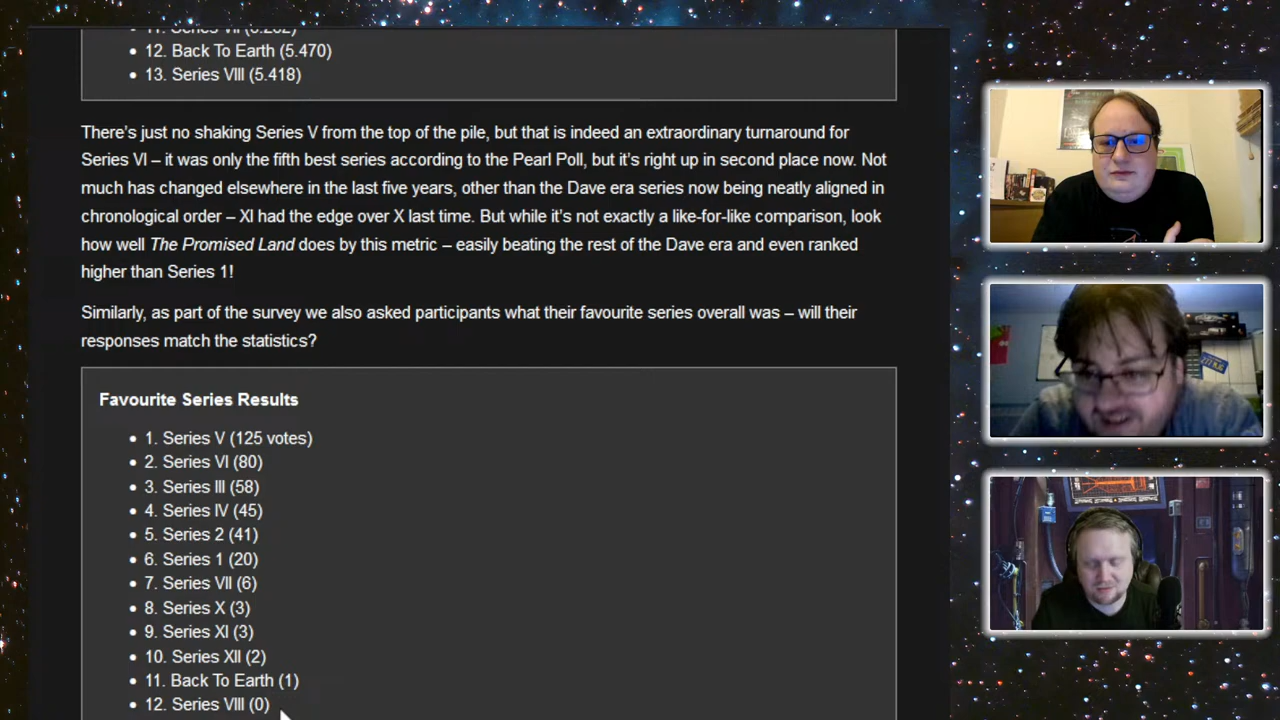 12. Back To Earth (5.470)
13. Series VIII (5.418)
There's just no shaking Series V from the top of the pile, but that is indeed an extraordinary turnaround for
Series VI – it was only the fifth best series according to the Pearl Poll, but it's right up in second place now. Not
much has changed elsewhere in the last five years, other than the Dave era series now being neatly aligned in
chronological order – XI had the edge over X last time. But while it's not exactly a like-for-like comparison, look
how well The Promised Land does by this metric – easily beating the rest of the Dave era and even ranked
higher than Series 1!
Similarly, as part of the survey we also asked participants what their favourite series overall was – will their
responses match the statistics?
Favourite Series Results
1. Series V (125 votes)
2. Series VI (80)
3. Series III (58)
4. Series IV (45)
5. Series 2 (41)
6. Series 1 (20)
7. Series VII (6)
8. Series X (3)
9. Series XI (3)
10. Series XII (2)
11. Back To Earth (1)
12. Series VIII (0)